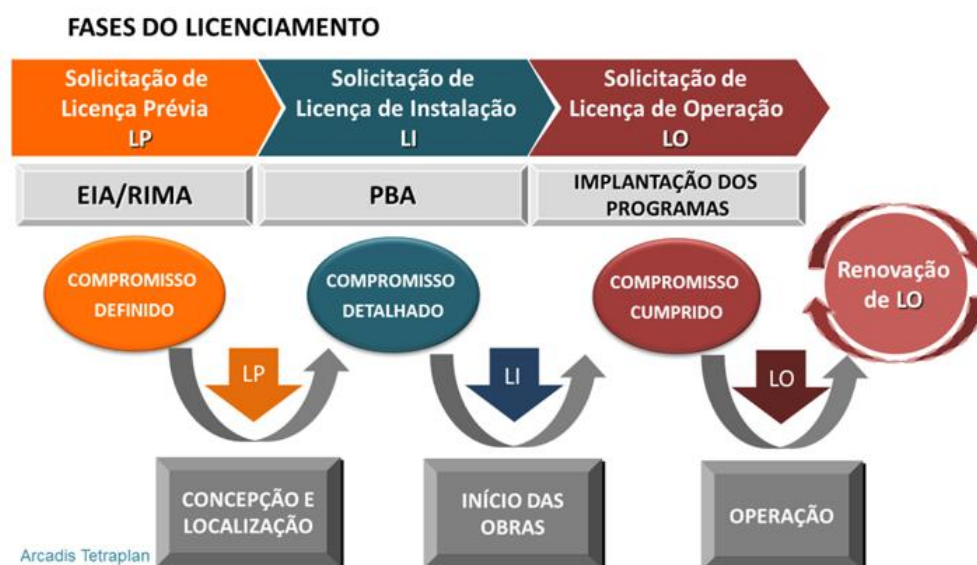 FASES DO LICENCIAMENTO
Solicitação de
Licença Prévia
LP
Solicitação de
Licença de Instalação
LI
Solicitação de
Licença de Operação
LO
EIA/RIMA
PBA
IMPLANTAÇÃO DOS
PROGRAMAS
COMPROMISSO
DEFINIDO
COMPROMISSO
DETALHADO
COMPROMISSO
CUMPRIDO
Renovação
de LO
LP
LI
LO
CONCEPÇÃO E
LOCALIZAÇÃO
INÍCIO DAS
OBRAS
OPERAÇÃO
Arcadis Tetraplan